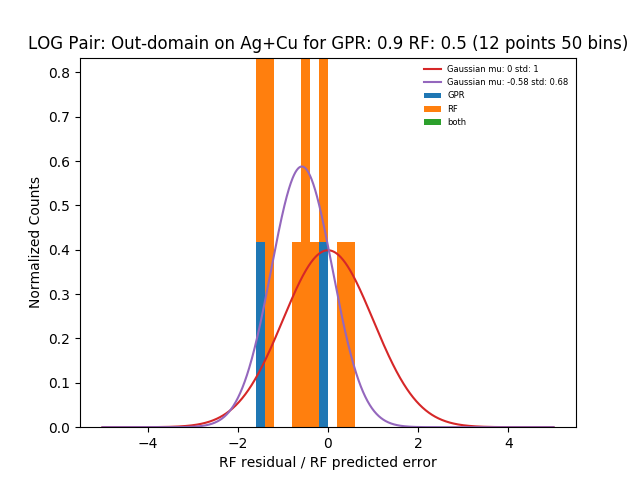 LOG Pair: Out-domain on Ag+Cu for GPR: 0.9 RF: 0.5 (12 points 50 bins)
Gaussian mu: 0 std: 1
Gaussian mu: -0.58 std: 0.68
GPR
RF
both
Normalized Counts
0.8
0.7
0.6
0.5
0.4
0.3
0.2
0.1
0.0
−4
−2
0
2
4
RF residual / RF predicted error